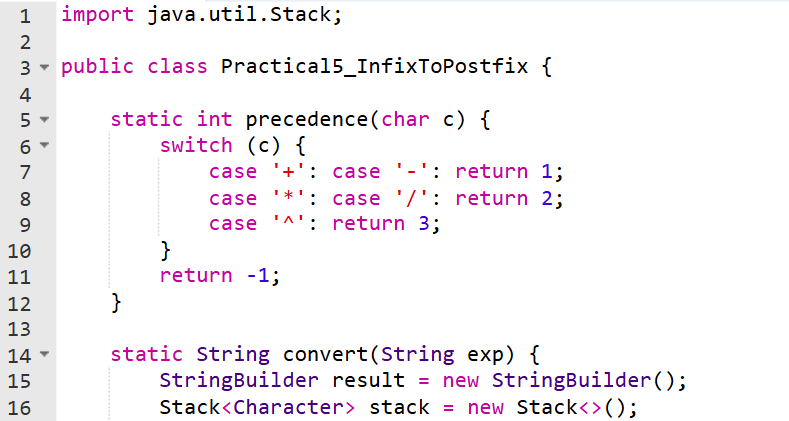 1 import java.util.Stack;
2
3 public class Practical5_InfixToPostfix {
4
5     static int precedence(char c) {
6         switch (c) {
7             case '+': case '-': return 1;
8             case '*': case '/': return 2;
9             case '^': return 3;
10         }
11         return -1;
12     }
13
14     static String convert(String exp) {
15         StringBuilder result = new StringBuilder();
16         Stack<Character> stack = new Stack<>();